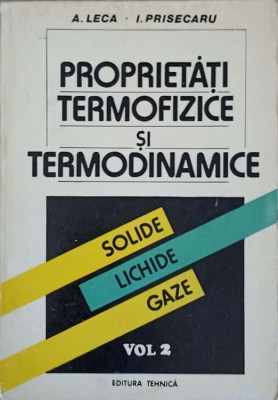 A. LECA · I. PRISECARU
PROPRIETĂȚI
TERMOFIZICE
ȘI
TERMODINAMICE
SOLIDE
LICHIDE
GAZE
VOL 2
EDITURA TEHNICĂ